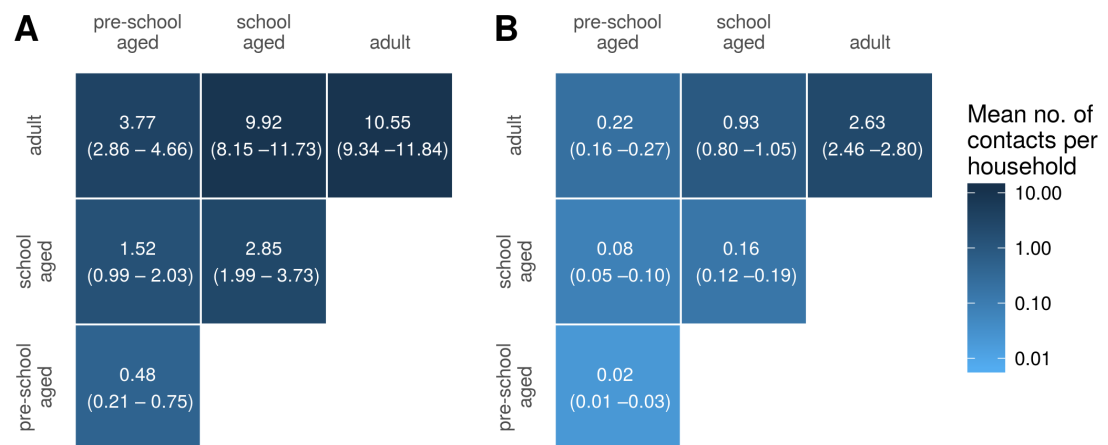 A
pre-school
aged
school
aged
adult
adult
3.77
(2.86 – 4.66)
9.92
(8.15 –11.73)
10.55
(9.34 –11.84)
school
aged
1.52
(0.99 – 2.03)
2.85
(1.99 – 3.73)
pre-school
aged
0.48
(0.21 – 0.75)
B
pre-school
aged
school
aged
adult
adult
0.22
(0.16 –0.27)
0.93
(0.80 –1.05)
2.63
(2.46 –2.80)
school
aged
0.08
(0.05 –0.10)
0.16
(0.12 –0.19)
pre-school
aged
0.02
(0.01 –0.03)
Mean no. of
contacts per
household
10.00
1.00
0.10
0.01